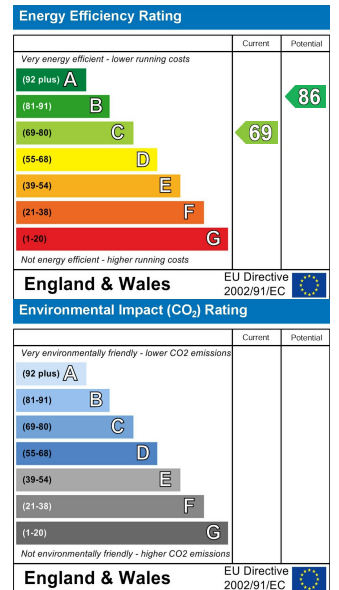 Energy Efficiency Rating
Current Potential
Very energy efficient - lower running costs
(92 plus) A
(81-91) B
86
(69-80) C
69
(55-68) D
(39-54) E
(21-38) F
(1-20) G
Not energy efficient - higher running costs
England & Wales
EU Directive
2002/91/EC
Environmental Impact (CO₂) Rating
Current Potential
Very environmentally friendly - lower CO2 emissions
(92 plus) A
(81-91) B
(69-80) C
(55-68) D
(39-54) E
(21-38) F
(1-20) G
Not environmentally friendly - higher CO2 emissions
England & Wales
EU Directive
2002/91/EC